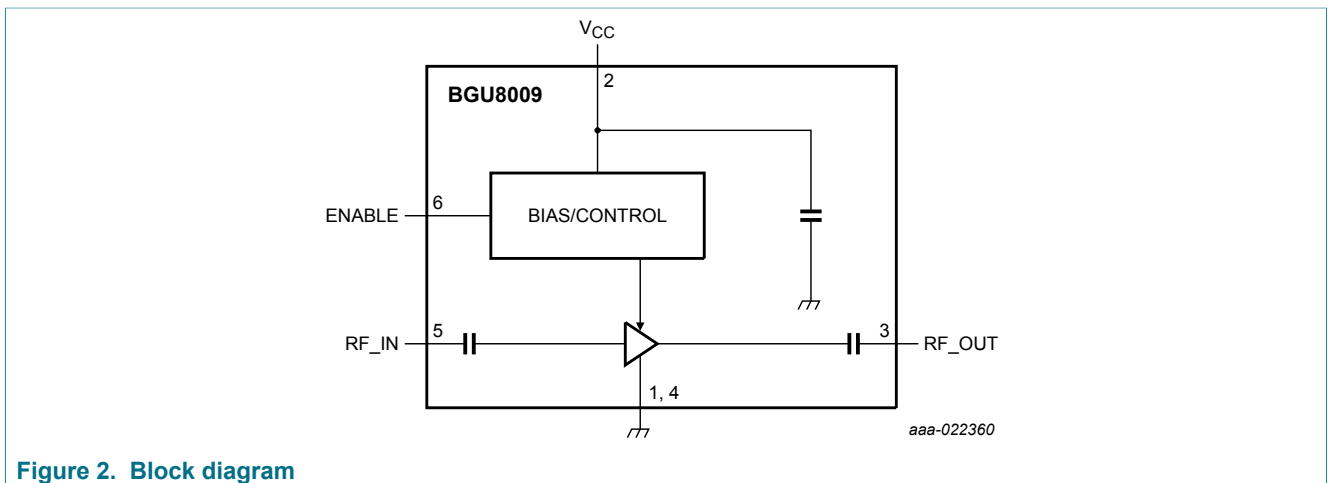 VCC
2
BGU8009
6
ENABLE
BIAS/CONTROL
5
RF_IN
3
RF_OUT
1, 4
aaa-022360
Figure 2. Block diagram